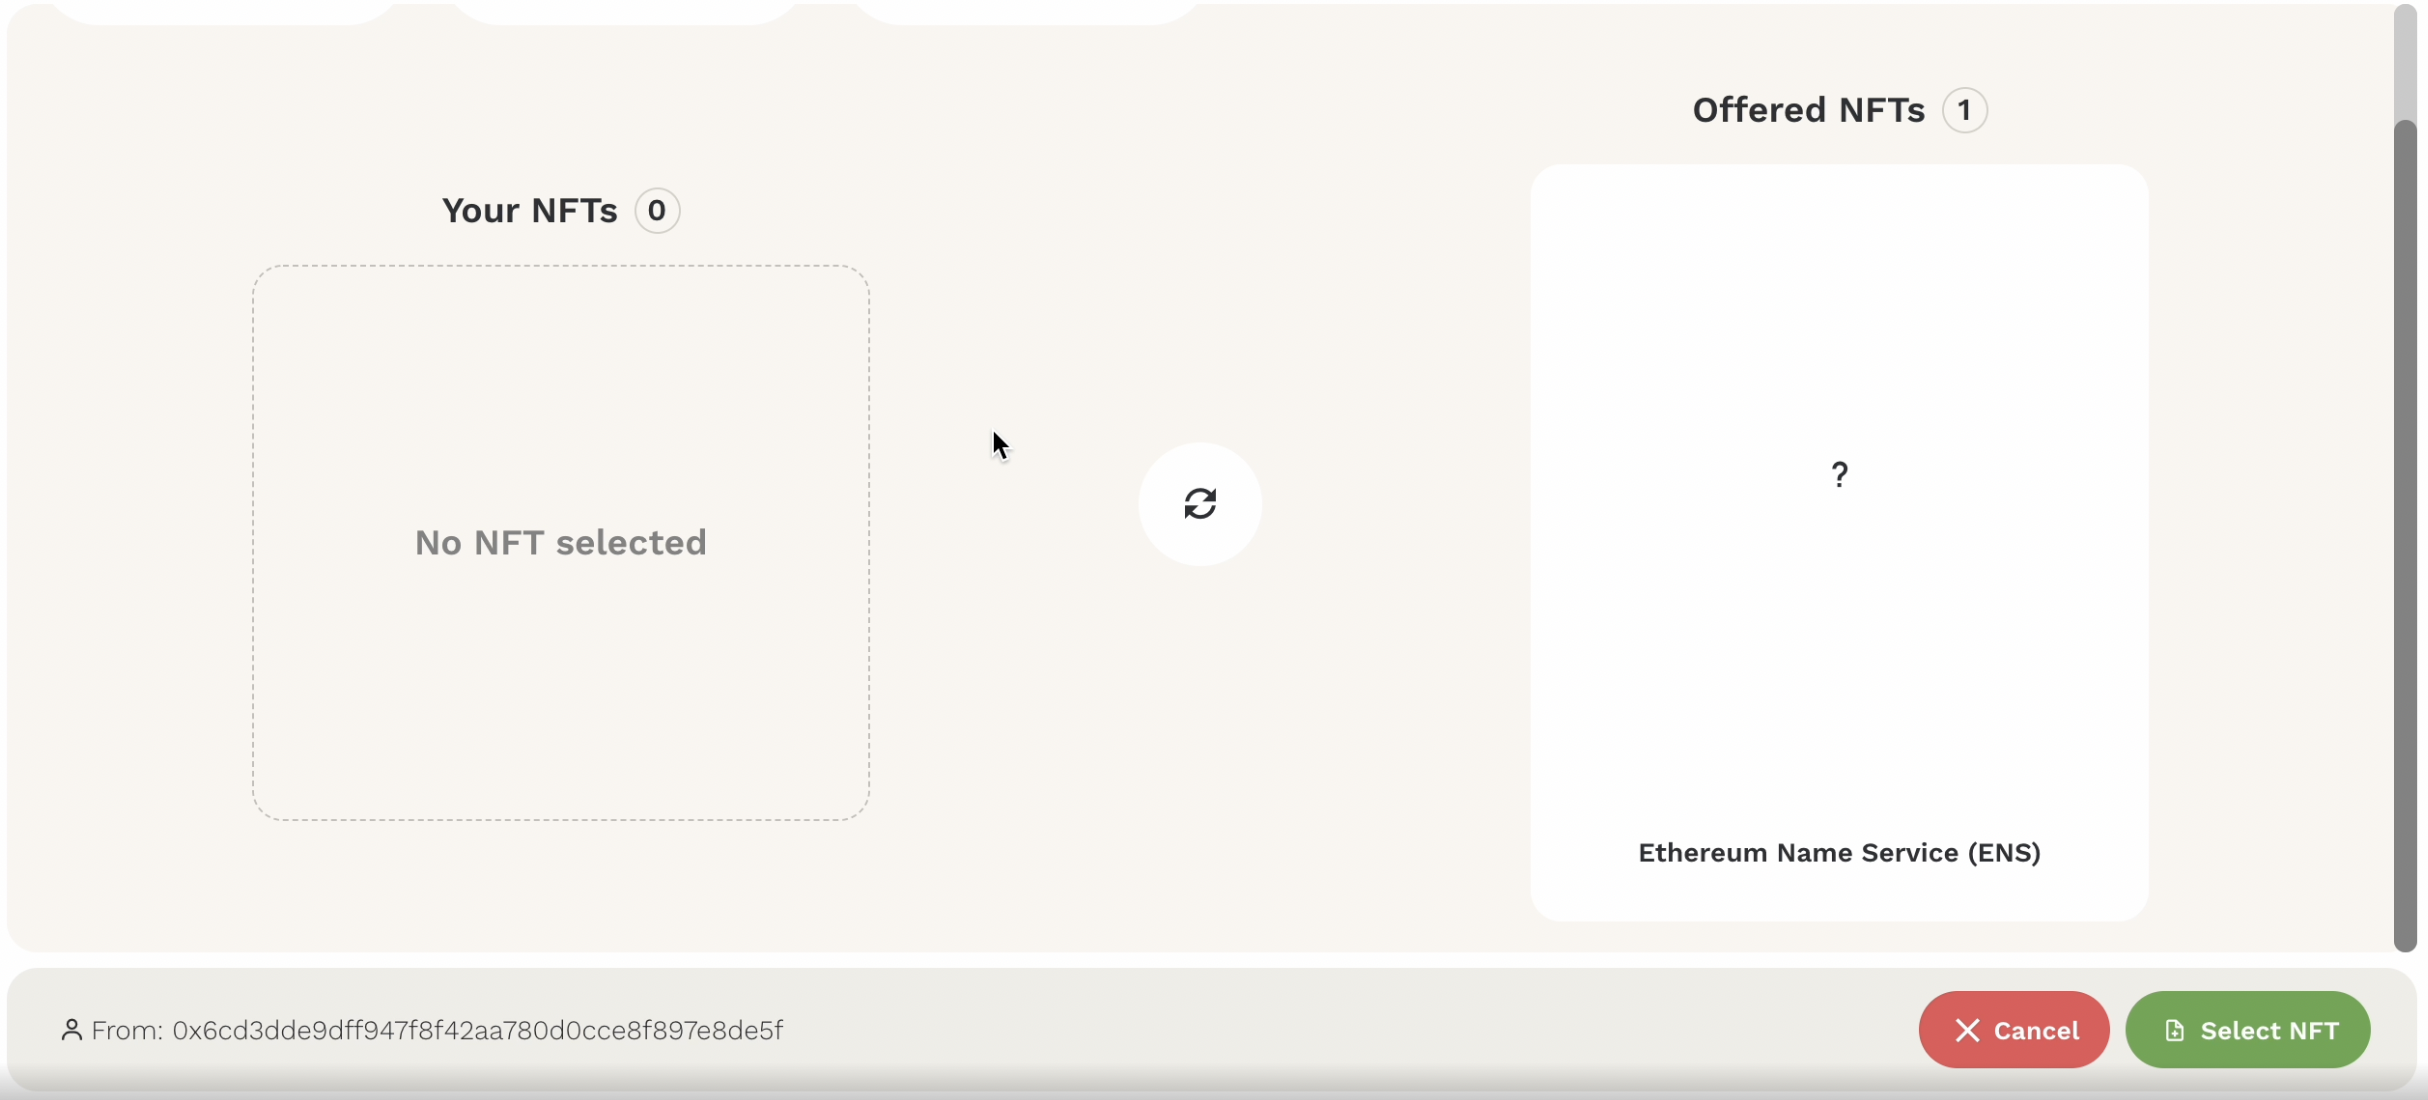 Offered NFTs 1
Your NFTs 0
No NFT selected
?
Ethereum Name Service (ENS)
From: 0x6cd3dde9dff947f8f42aa780d0cce8f897e8de5f
Cancel
Select NFT